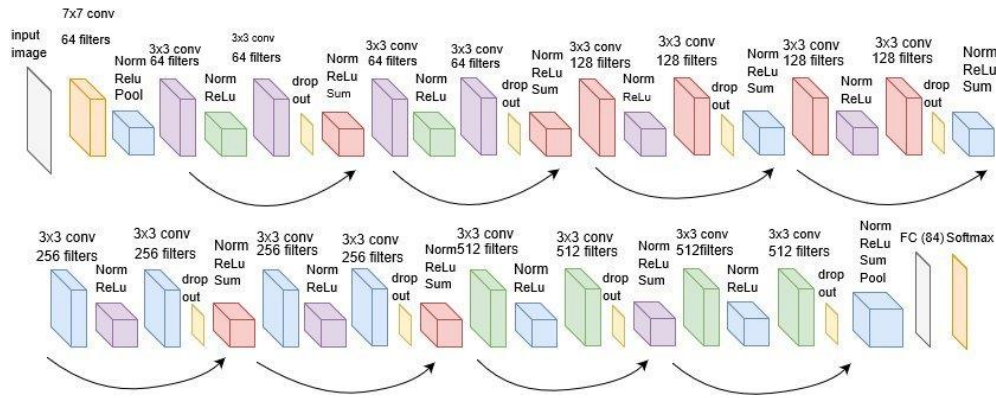 input
image
7x7 conv
64 filters
Norm
Relu
Pool
3x3 conv
64 filters
Norm
ReLu
3x3 conv
64 filters
drop
out
Norm
ReLu
Sum
3x3 conv
64 filters
Norm
ReLu
3x3 conv
64 filters
drop
out
Norm
ReLu
Sum
3x3 conv
128 filters
Norm
ReLu
3x3 conv
128 filters
drop
out
Norm
ReLu
Sum
3x3 conv
128 filters
Norm
ReLu
3x3 conv
128 filters
drop
out
Norm
ReLu
Sum
3x3 conv
256 filters
Norm
ReLu
3x3 conv
256 filters
drop
out
Norm
ReLu
Sum
3x3 conv
256 filters
Norm
ReLu
3x3 conv
256 filters
drop
out
Norm
ReLu
Sum
3x3 conv
512 filters
Norm
ReLu
3x3 conv
512 filters
drop
out
Norm
ReLu
Sum
3x3 conv
512filters
Norm
ReLu
3x3 conv
512 filters
drop
out
Norm
ReLu
Sum
Pool
FC (84)
Softmax